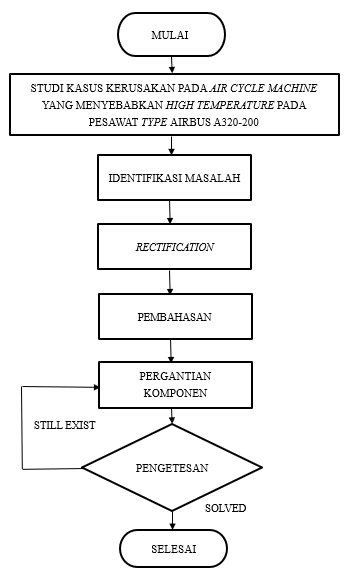 MULAI
STUDI KASUS KERUSAKAN PADA AIR CYCLE MACHINE
YANG MENYEBABKAN HIGH TEMPERATURE PADA
PESAWAT TYPE AIRBUS A320-200
IDENTIFIKASI MASALAH
RECTIFICATION
PEMBAHASAN
PERGANTIAN
KOMPONEN
STILL EXIST
PENGETESAN
SOLVED
SELESAI